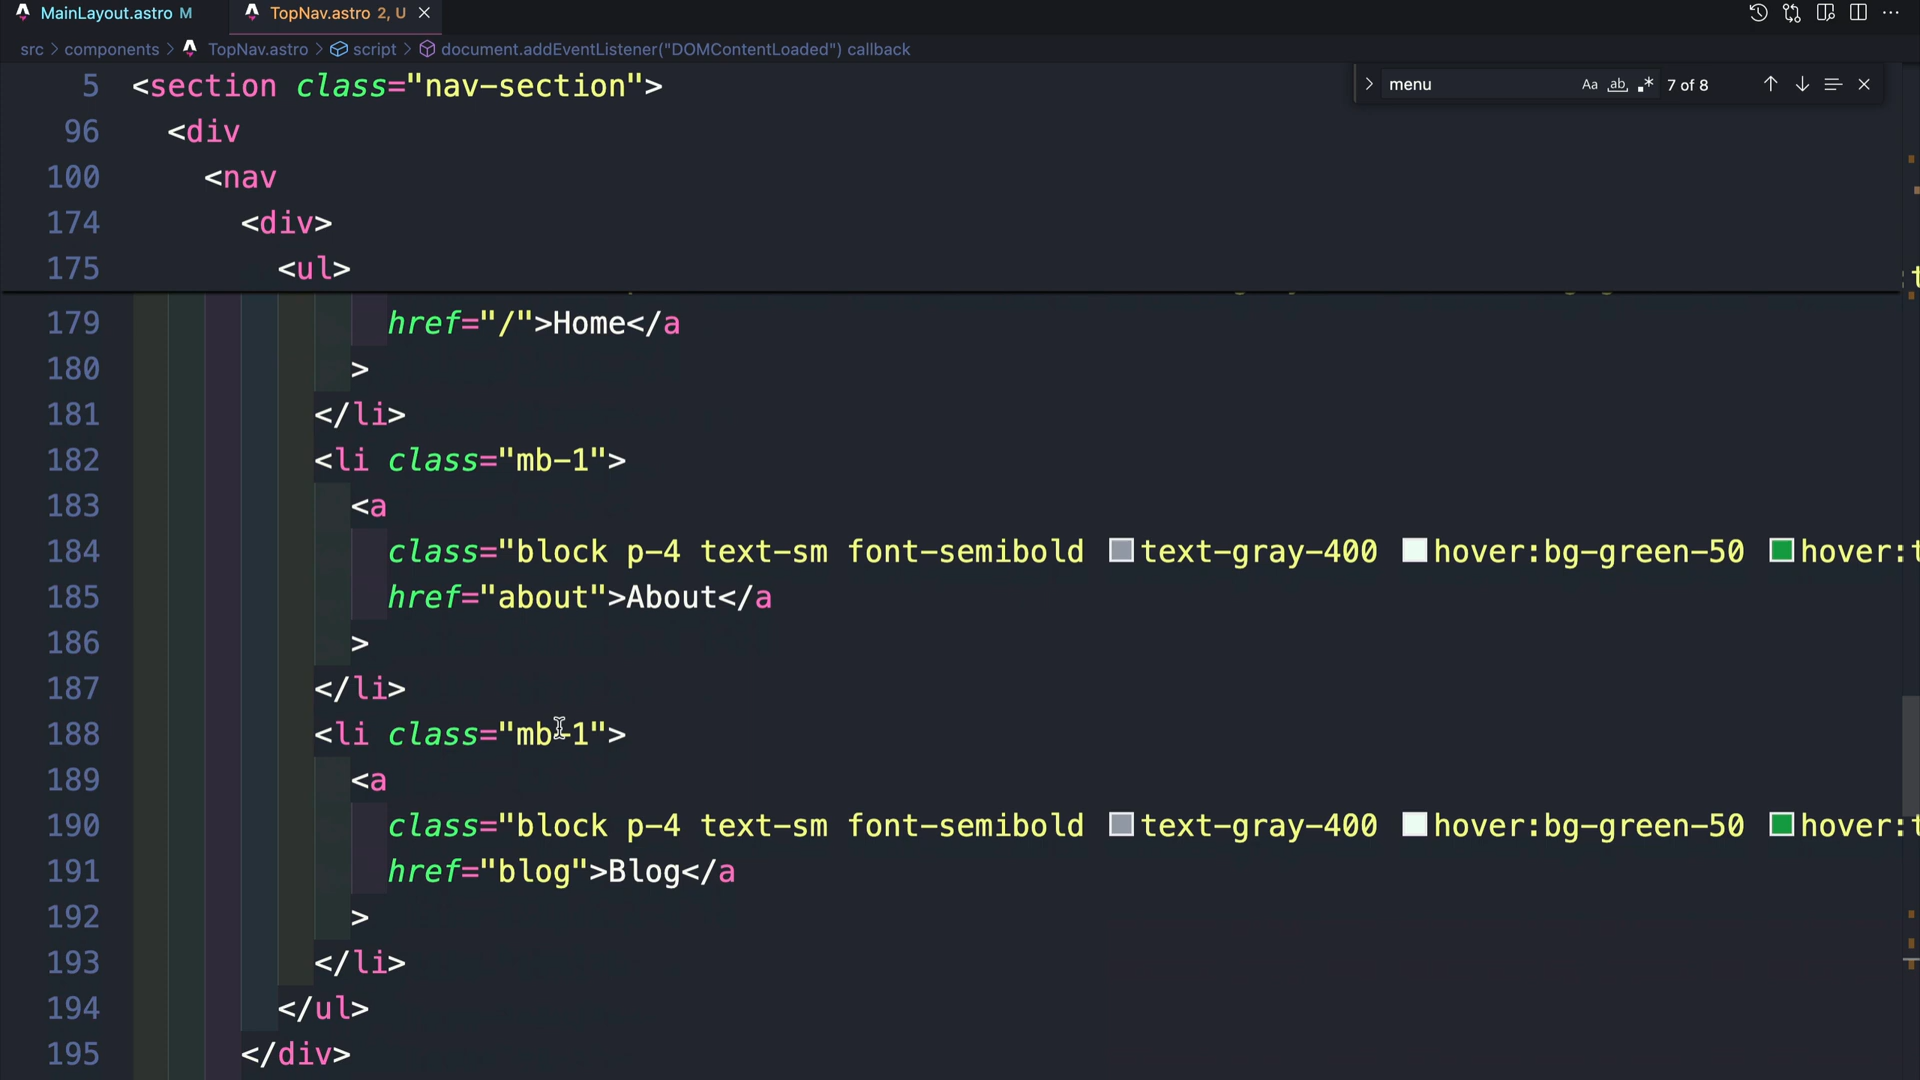 MainLayout.astro M
TopNav.astro 2, U
src > components > TopNav.astro > script > document.addEventListener("DOMContentLoaded") callback
menu Aa ab .* 7 of 8
5 <section class="nav-section">
96 <div
100 <nav
174 <div>
175 <ul>
179 href="/">Home</a
180 >
181 </li>
182 <li class="mb-1">
183 <a
184 class="block p-4 text-sm font-semibold text-gray-400 hover:bg-green-50 hover:t
185 href="about">About</a
186 >
187 </li>
188 <li class="mb-1">
189 <a
190 class="block p-4 text-sm font-semibold text-gray-400 hover:bg-green-50 hover:t
191 href="blog">Blog</a
192 >
193 </li>
194 </ul>
195 </div>